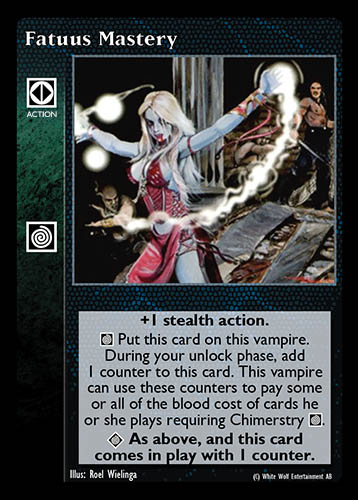 Fatuus Mastery
ACTION
+1 stealth action.
Put this card on this vampire.
During your unlock phase, add
1 counter to this card. This vampire
can use these counters to pay some
or all of the blood cost of cards he
or she plays requiring Chimerstry .
As above, and this card
comes in play with 1 counter.
Illus: Roel Wielinga (C) White Wolf Entertainment AB